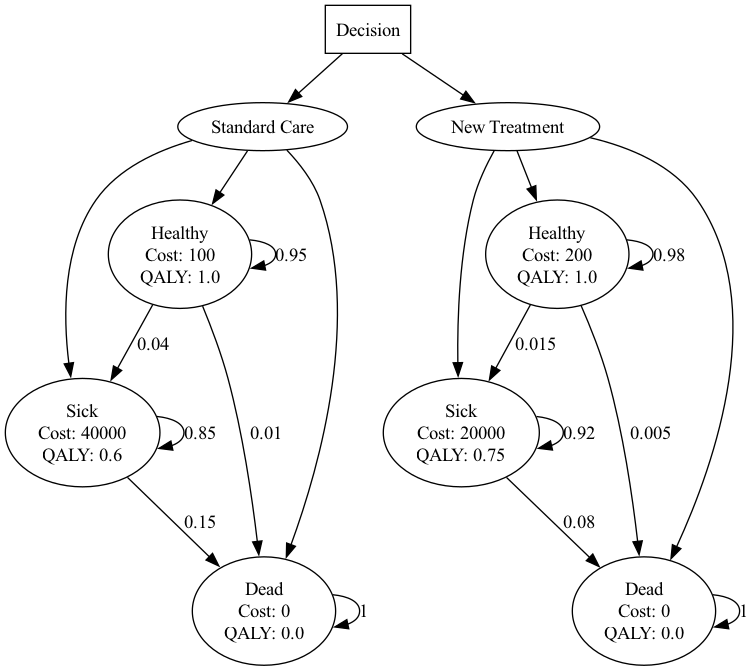 Decision
Standard Care
New Treatment
Healthy
Cost: 100
QALY: 1.0
0.95
Healthy
Cost: 200
QALY: 1.0
0.98
0.04
0.015
Sick
Cost: 40000
QALY: 0.6
0.85
0.01
Sick
Cost: 20000
QALY: 0.75
0.92
0.005
0.15
0.08
Dead
Cost: 0
QALY: 0.0
1
Dead
Cost: 0
QALY: 0.0
1